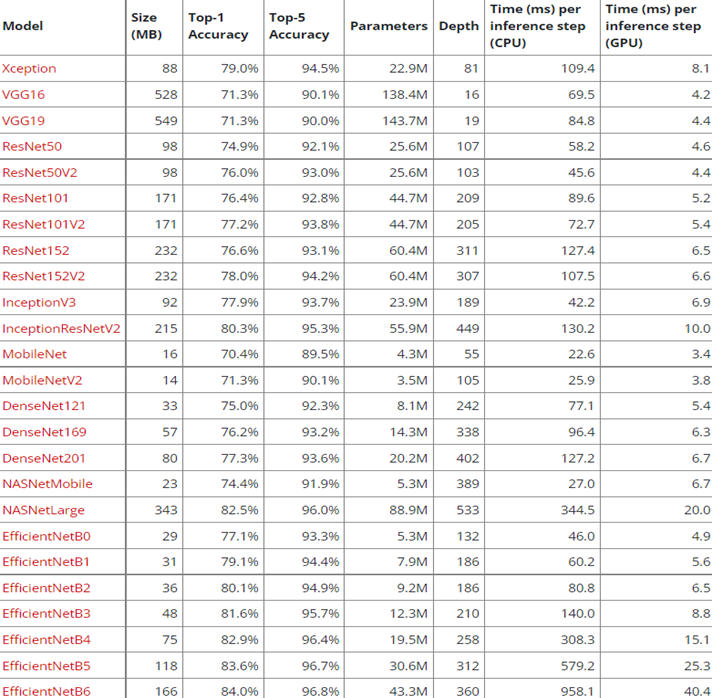 Model Size (MB) Top-1 Accuracy Top-5 Accuracy Parameters Depth Time (ms) per inference step (CPU) Time (ms) per inference step (GPU)
Xception 88 79.0% 94.5% 22.9M 81 109.4 8.1
VGG16 528 71.3% 90.1% 138.4M 16 69.5 4.2
VGG19 549 71.3% 90.0% 143.7M 19 84.8 4.4
ResNet50 98 74.9% 92.1% 25.6M 107 58.2 4.6
ResNet50V2 98 76.0% 93.0% 25.6M 103 45.6 4.4
ResNet101 171 76.4% 92.8% 44.7M 209 89.6 5.2
ResNet101V2 171 77.2% 93.8% 44.7M 205 72.7 5.4
ResNet152 232 76.6% 93.1% 60.4M 311 127.4 6.5
ResNet152V2 232 78.0% 94.2% 60.4M 307 107.5 6.6
InceptionV3 92 77.9% 93.7% 23.9M 189 42.2 6.9
InceptionResNetV2 215 80.3% 95.3% 55.9M 449 130.2 10.0
MobileNet 16 70.4% 89.5% 4.3M 55 22.6 3.4
MobileNetV2 14 71.3% 90.1% 3.5M 105 25.9 3.8
DenseNet121 33 75.0% 92.3% 8.1M 242 77.1 5.4
DenseNet169 57 76.2% 93.2% 14.3M 338 96.4 6.3
DenseNet201 80 77.3% 93.6% 20.2M 402 127.2 6.7
NASNetMobile 23 74.4% 91.9% 5.3M 389 27.0 6.7
NASNetLarge 343 82.5% 96.0% 88.9M 533 344.5 20.0
EfficientNetB0 29 77.1% 93.3% 5.3M 132 46.0 4.9
EfficientNetB1 31 79.1% 94.4% 7.9M 186 60.2 5.6
EfficientNetB2 36 80.1% 94.9% 9.2M 186 80.8 6.5
EfficientNetB3 48 81.6% 95.7% 12.3M 210 140.0 8.8
EfficientNetB4 75 82.9% 96.4% 19.5M 258 308.3 15.1
EfficientNetB5 118 83.6% 96.7% 30.6M 312 579.2 25.3
EfficientNetB6 166 84.0% 96.8% 43.3M 360 958.1 40.4